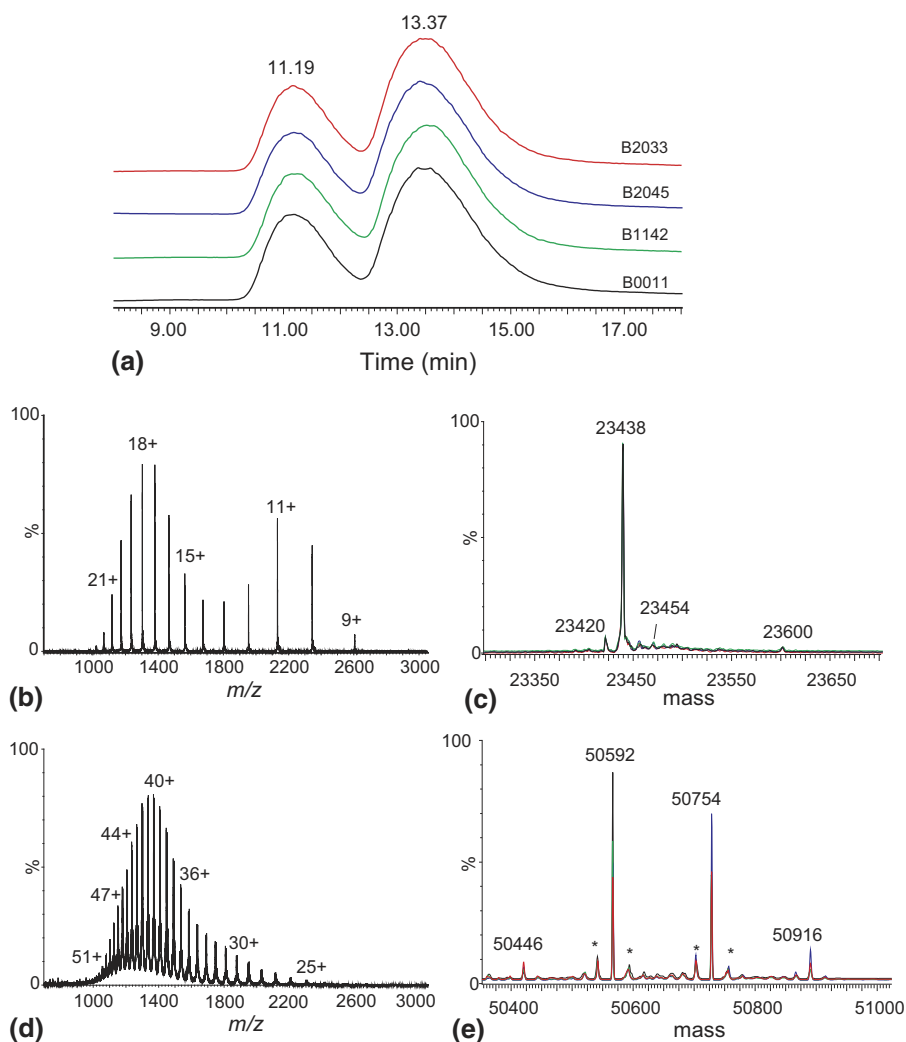 13.37
11.19
B2033
B2045
B1142
B0011
9.00 11.00 13.00 15.00 17.00
(a) Time (min)
100
18+
11+
%
15+
21+
9+
0
1000 1400 1800 2200 2600 3000
(b) m/z
100
23438
%
23420
23454
23600
0
23350 23450 23550 23650
(c) mass
100
40+
44+
%
36+
47+
30+
51+
25+
0
1000 1400 1800 2200 2600 3000
(d) m/z
100
50592
50754
%
50446 * * * * 50916
0
50400 50600 50800 51000
(e) mass